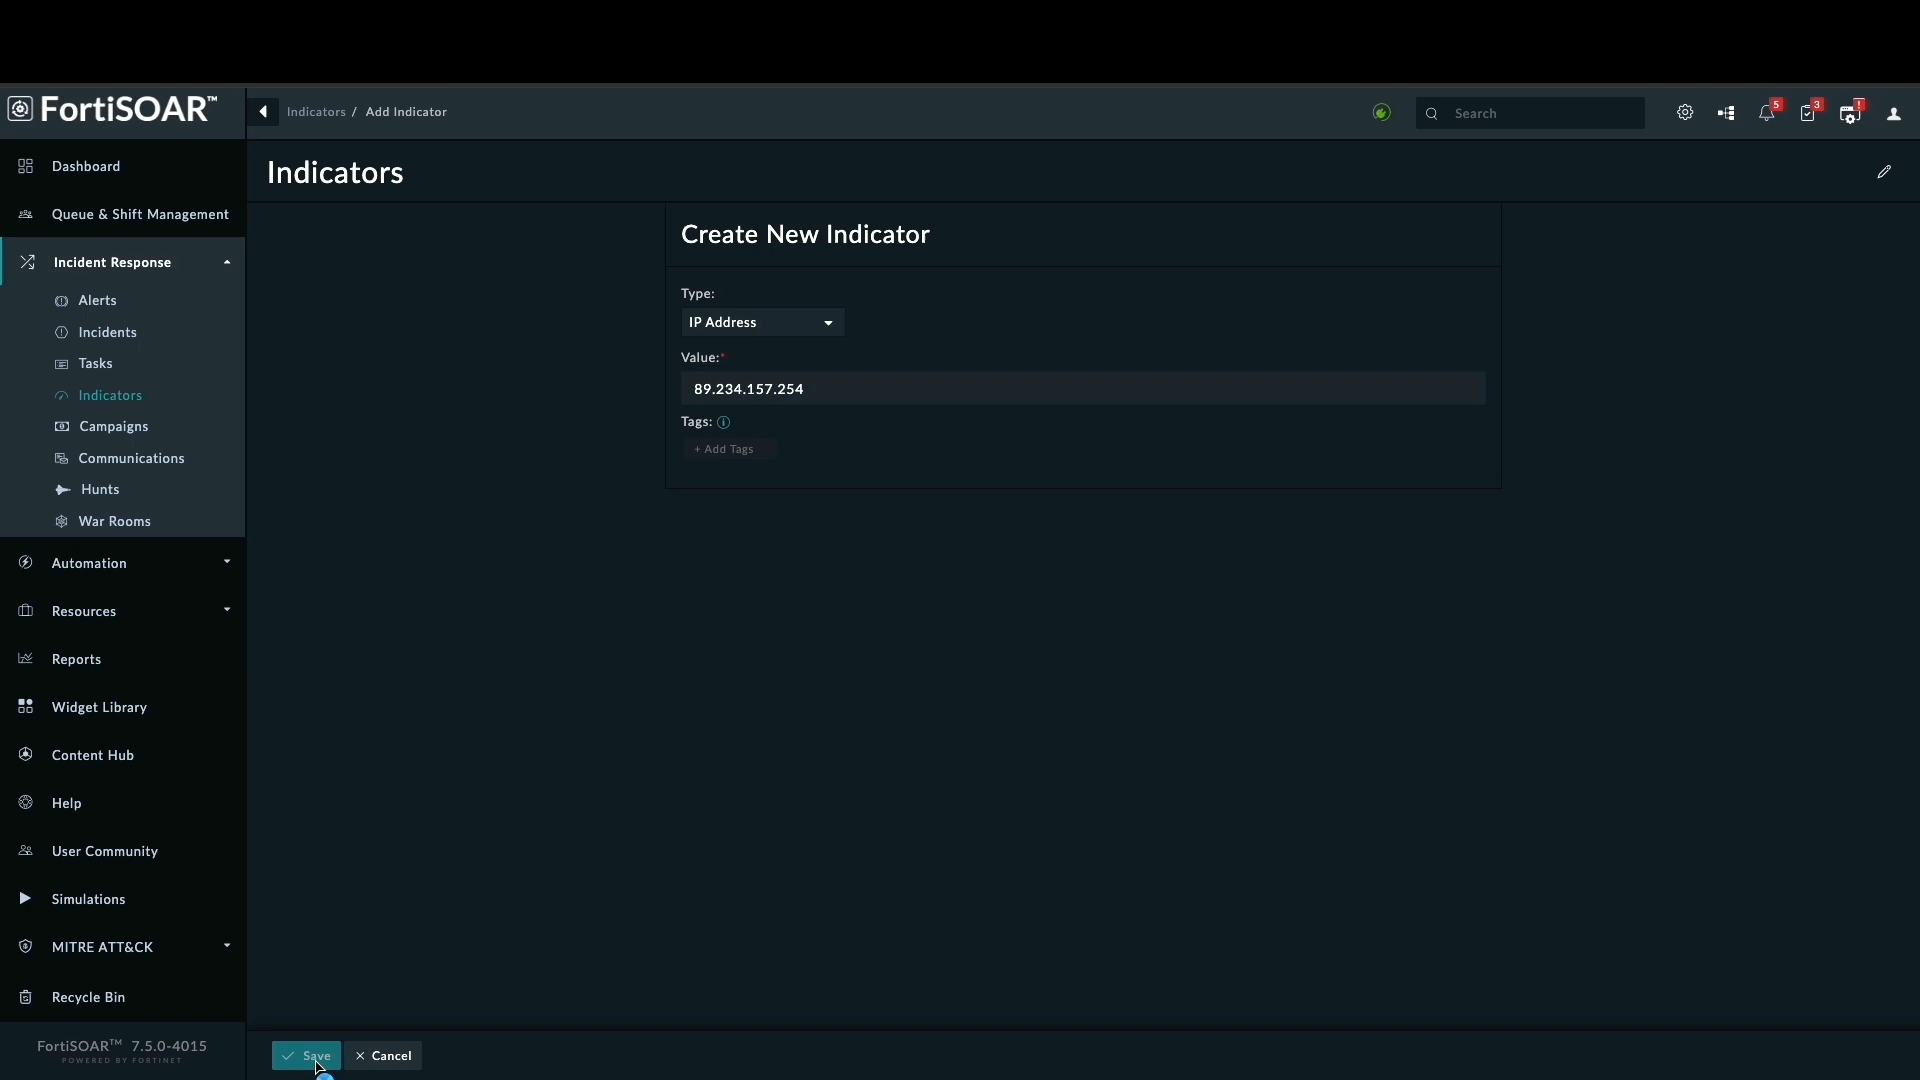 FortiSOAR™
Indicators / Add Indicator
Search
5
3
!
Dashboard
Queue & Shift Management
Incident Response
Alerts
Incidents
Tasks
Indicators
Campaigns
Communications
Hunts
War Rooms
Automation
Resources
Reports
Widget Library
Content Hub
Help
User Community
Simulations
MITRE ATT&CK
Recycle Bin
FortiSOAR™ 7.5.0-4015
POWERED BY FORTINET
Indicators
Create New Indicator
Type:
IP Address
Value:*
89.234.157.254
Tags:
+ Add Tags
Save
Cancel